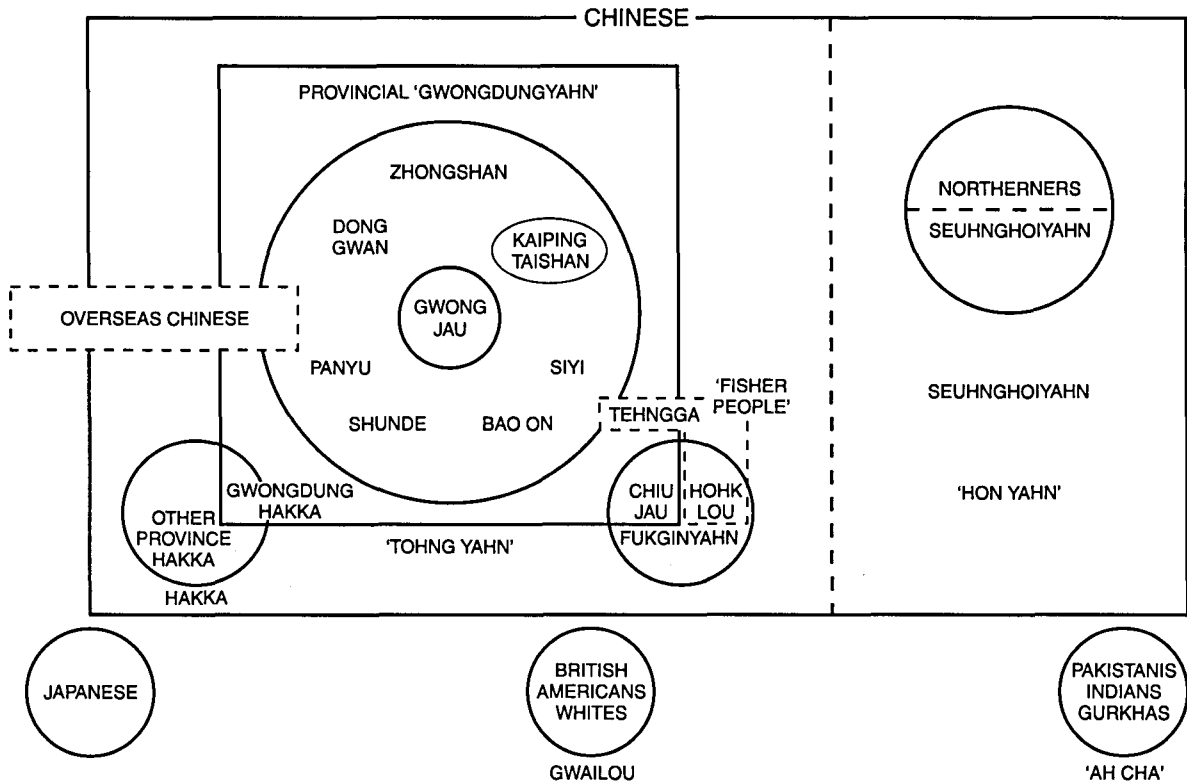 CHINESE
PROVINCIAL 'GWONGDUNGYAHN'
ZHONGSHAN
DONG
GWAN
KAIPING
TAISHAN
GWONG
JAU
OVERSEAS CHINESE
PANYU
SIYI
SHUNDE
BAO ON
TEHNGGA
'FISHER
PEOPLE'
NORTHERNERS
SEUHNGHOIYAHN
SEUHNGHOIYAHN
'HON YAHN'
GWONGDUNG
HAKKA
OTHER
PROVINCE
HAKKA
HAKKA
'TOHNG YAHN'
CHIU
JAU
HOHK
LOU
FUKGINYAHN
JAPANESE
BRITISH
AMERICANS
WHITES
GWAILOU
PAKISTANIS
INDIANS
GURKHAS
'AH CHA'